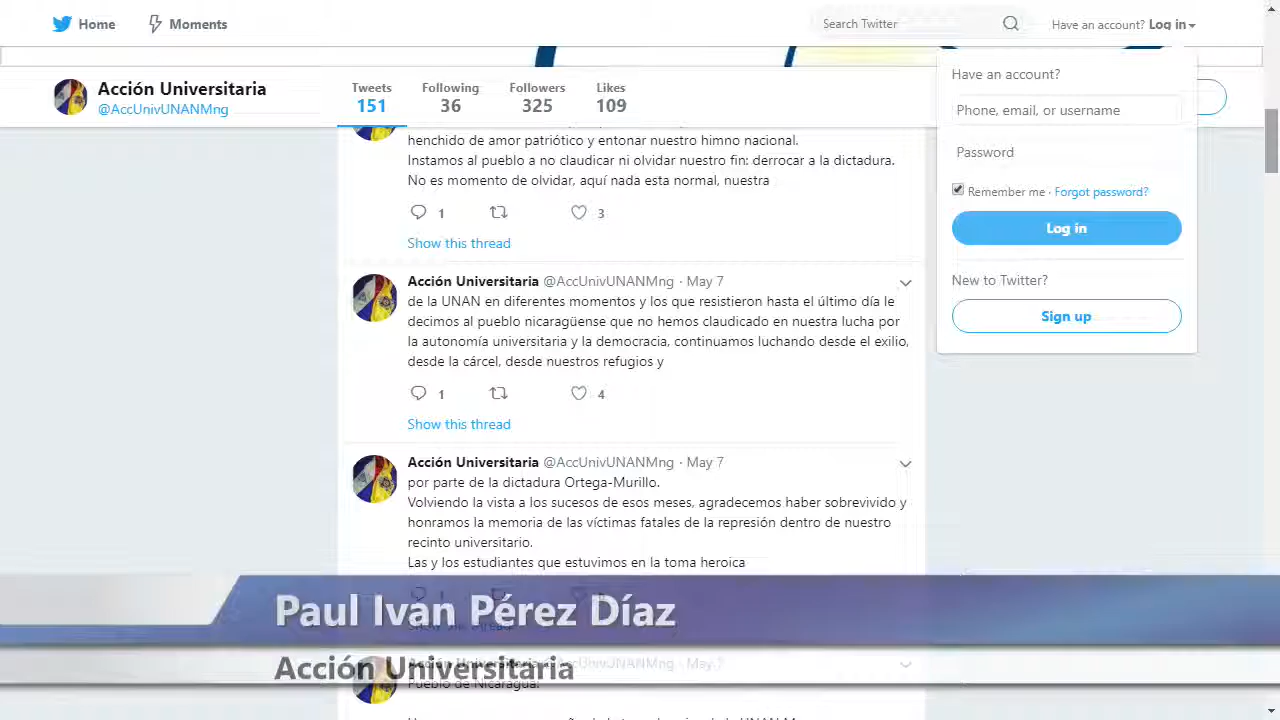 Home
Moments
Search Twitter
Have an account? Log in
Acción Universitaria
@AccUnivUNANMng
Tweets
151
Following
36
Followers
325
Likes
109
henchido de amor patriótico y entonar nuestro himno nacional.
Instamos al pueblo a no claudicar ni olvidar nuestro fin: derrocar a la dictadura.
No es momento de olvidar, aquí nada esta normal, nuestra
1
3
Show this thread
Acción Universitaria @AccUnivUNANMng · May 7
de la UNAN en diferentes momentos y los que resistieron hasta el último día le
decimos al pueblo nicaragüense que no hemos claudicado en nuestra lucha por
la autonomía universitaria y la democracia, continuamos luchando desde el exilio,
desde la cárcel, desde nuestros refugios y
1
4
Show this thread
Acción Universitaria @AccUnivUNANMng · May 7
por parte de la dictadura Ortega-Murillo.
Volviendo la vista a los sucesos de esos meses, agradecemos haber sobrevivido y
honramos la memoria de las víctimas fatales de la represión dentro de nuestro
recinto universitario.
Las y los estudiantes que estuvimos en la toma heroica
Show this thread
Acción Universitaria @AccUnivUNANMng · May 7
Pueblo de Nicaragua:
Have an account?
Phone, email, or username
Password
Remember me · Forgot password?
Log in
New to Twitter?
Sign up
Paul Ivan Pérez Díaz
Acción Universitaria